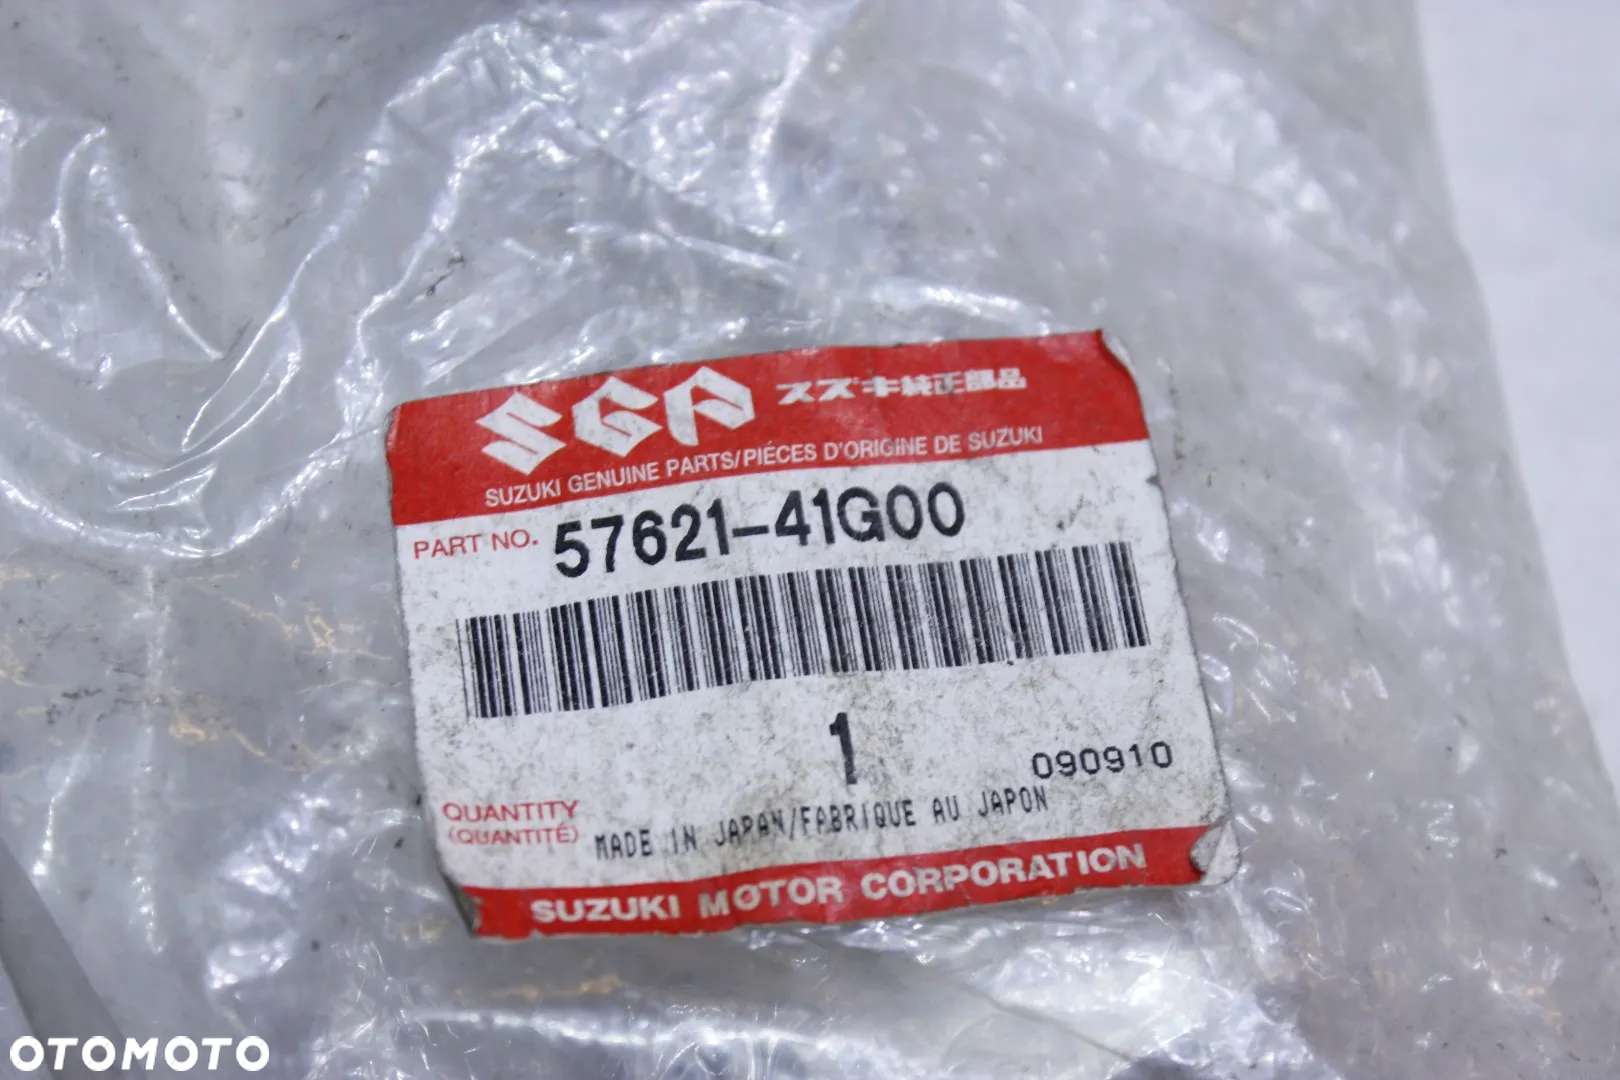 SGP スズキ純正部品
SUZUKI GENUINE PARTS/PIÉCES D'ORIGINE DE SUZUKI
PART NO. 57621-41G00
1
090910
QUANTITY
(QUANTITÉ)
MADE IN JAPAN/FABRIQUE AU JAPON
SUZUKI MOTOR CORPORATION
OTOMOTO